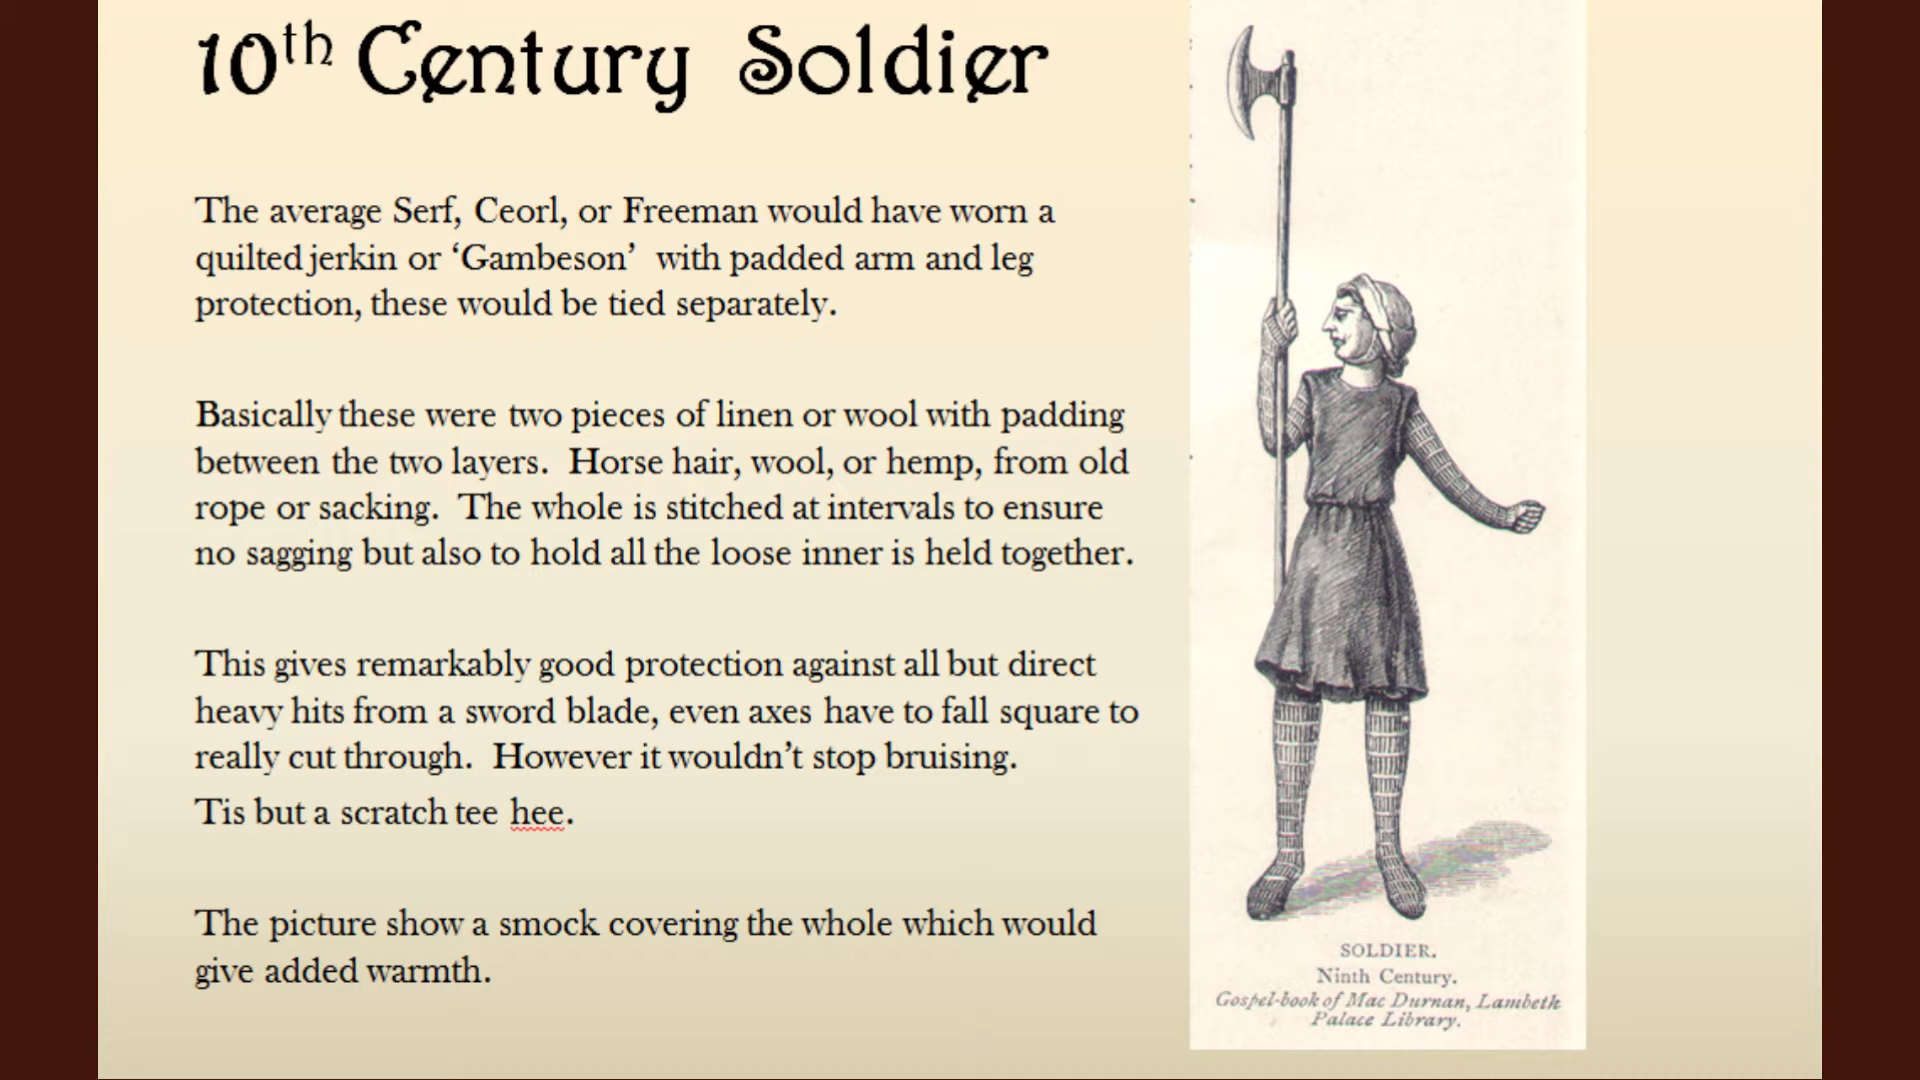 10th Century Soldier
The average Serf, Ceorl, or Freeman would have worn a
quilted jerkin or ‘Gambeson’ with padded arm and leg
protection, these would be tied separately.
Basically these were two pieces of linen or wool with padding
between the two layers. Horse hair, wool, or hemp, from old
rope or sacking. The whole is stitched at intervals to ensure
no sagging but also to hold all the loose inner is held together.
This gives remarkably good protection against all but direct
heavy hits from a sword blade, even axes have to fall square to
really cut through. However it wouldn’t stop bruising.
Tis but a scratch tee hee.
The picture show a smock covering the whole which would
give added warmth.
SOLDIER.
Ninth Century.
Gospel-book of Mac Durnan, Lambeth
Palace Library.